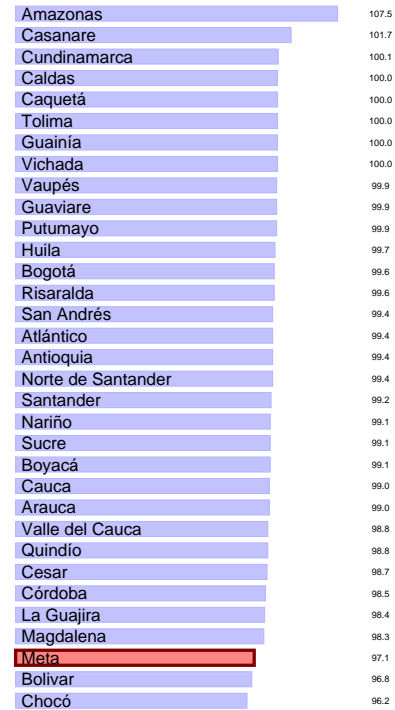 Amazonas 107.5
Casanare 101.7
Cundinamarca 100.1
Caldas 100.0
Caquetá 100.0
Tolima 100.0
Guainía 100.0
Vichada 100.0
Vaupés 99.9
Guaviare 99.9
Putumayo 99.9
Huila 99.7
Bogotá 99.6
Risaralda 99.6
San Andrés 99.4
Atlántico 99.4
Antioquia 99.4
Norte de Santander 99.4
Santander 99.2
Nariño 99.1
Sucre 99.1
Boyacá 99.1
Cauca 99.0
Arauca 99.0
Valle del Cauca 98.8
Quindío 98.8
Cesar 98.7
Córdoba 98.5
La Guajira 98.4
Magdalena 98.3
Meta 97.1
Bolivar 96.8
Chocó 96.2